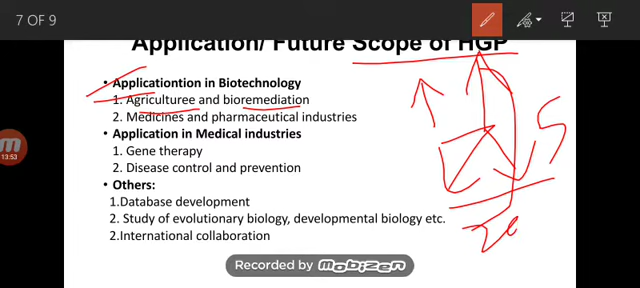 7 OF 9
Application/ Future Scope of HGP
• Applicationtion in Biotechnology
1. Agriculturee and bioremediation
2. Medicines and pharmaceutical industries
• Application in Medical industries
1. Gene therapy
2. Disease control and prevention
• Others:
1.Database development
2. Study of evolutionary biology, developmental biology etc.
2.International collaboration
13:53
Recorded by mobizen